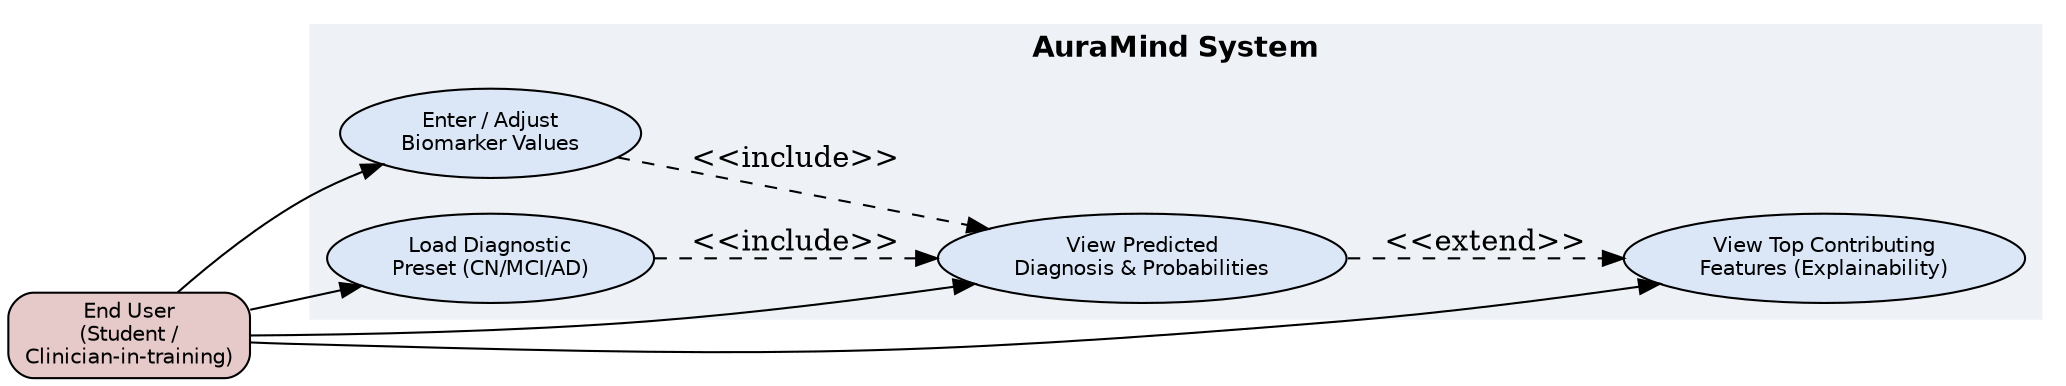 AuraMind System
Enter / Adjust
Biomarker Values
<<include>>
Load Diagnostic
Preset (CN/MCI/AD)
<<include>>
View Predicted
Diagnosis & Probabilities
<<extend>>
View Top Contributing
Features (Explainability)
End User
(Student /
Clinician-in-training)